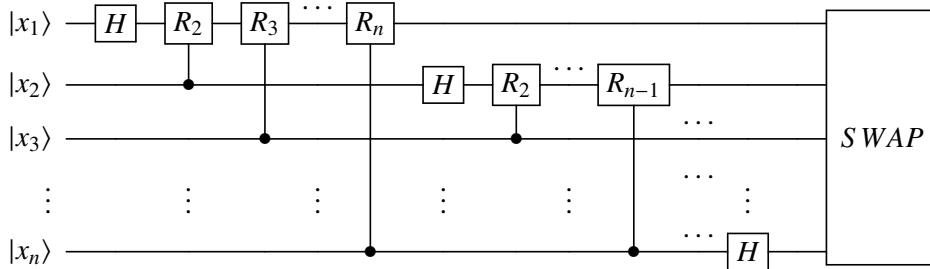 |x₁⟩ H R₂ R₃ ⋯ Rₙ
|x₂⟩ H R₂ ⋯ Rₙ₋₁
|x₃⟩ ⋯ SWAP
⋮ ⋮ ⋮ ⋮ ⋮ ⋯ ⋮
|xₙ⟩ ⋯ H